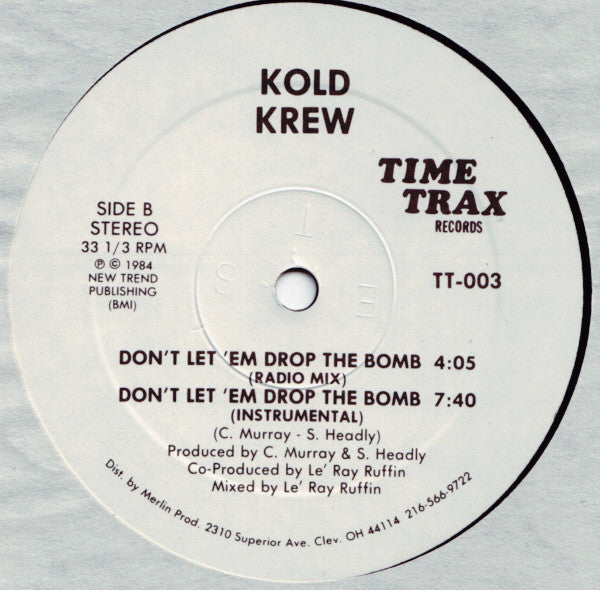 KOLD
KREW
TIME
TRAX
RECORDS
SIDE B
STEREO
33 1/3 RPM
℗ © 1984
NEW TREND
PUBLISHING
(BMI)
TT-003
DON'T LET 'EM DROP THE BOMB 4:05
(RADIO MIX)
DON'T LET 'EM DROP THE BOMB 7:40
(INSTRUMENTAL)
(C. Murray - S. Headly)
Produced by C. Murray & S. Headly
Co-Produced by Le' Ray Ruffin
Mixed by Le' Ray Ruffin
Dist. by Merlin Prod. 2310 Superior Ave. Clev. OH 44114 216-566-9722